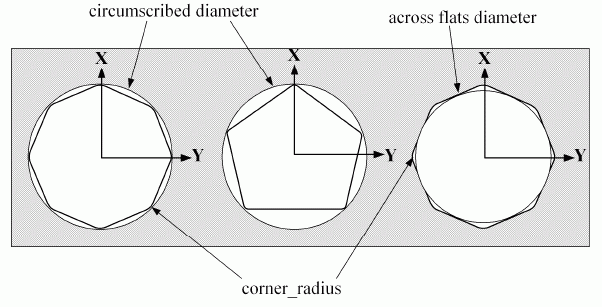 circumscribed diameter
across flats diameter
X
X
X
Y
Y
Y
corner_radius